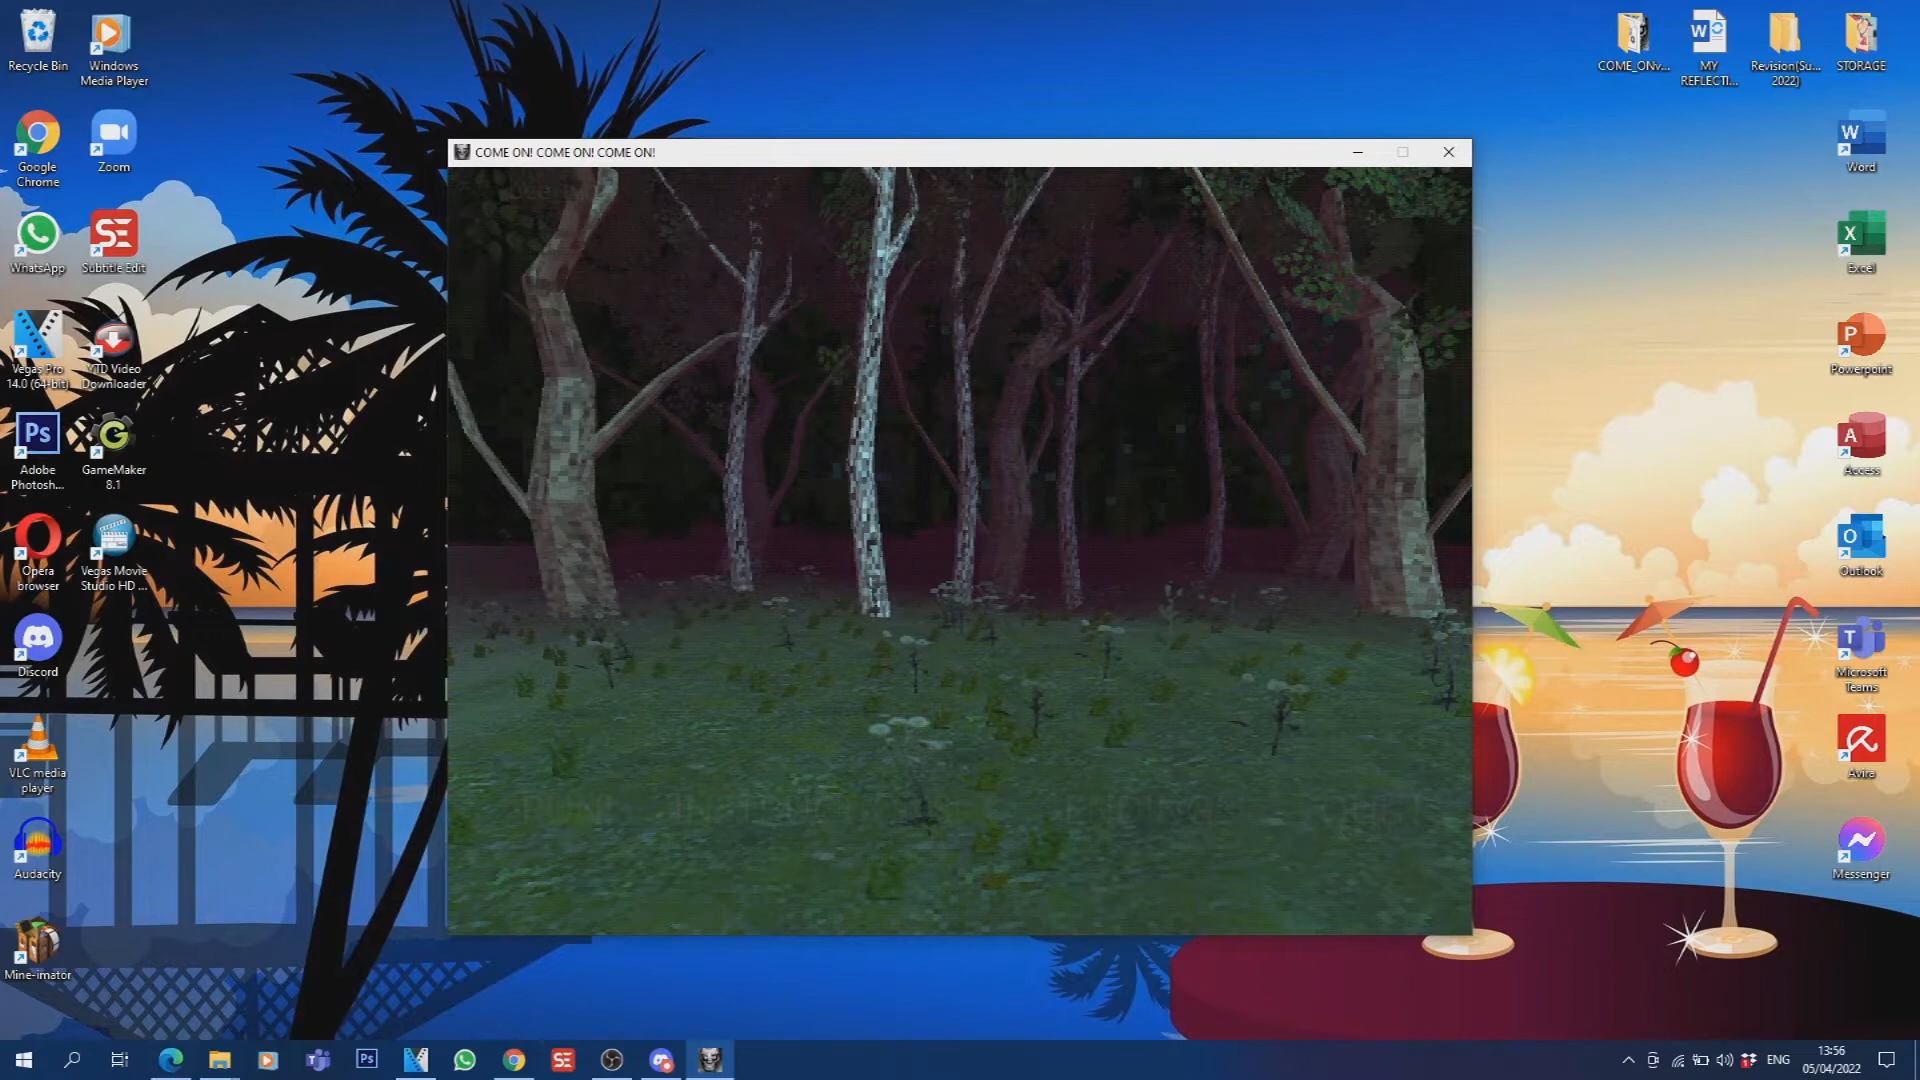 Recycle Bin
Windows
Media Player
COME_ONv...
MY
REFLECTI...
Revision(Su...
2022)
STORAGE
COME ON! COME ON! COME ON!
Google
Chrome
Zoom
Word
WhatsApp
Subtitle Edit
Excel
Vegas Pro
14.0 (64-bit)
YTD Video
Downloader
Powerpoint
Adobe
Photosh...
GameMaker
8.1
Access
Opera
browser
Vegas Movie
Studio HD ...
Outlook
Discord
Microsoft
Teams
VLC media
player
Avira
Audacity
Messenger
Mine-imator
ENG
13:56
05/04/2022